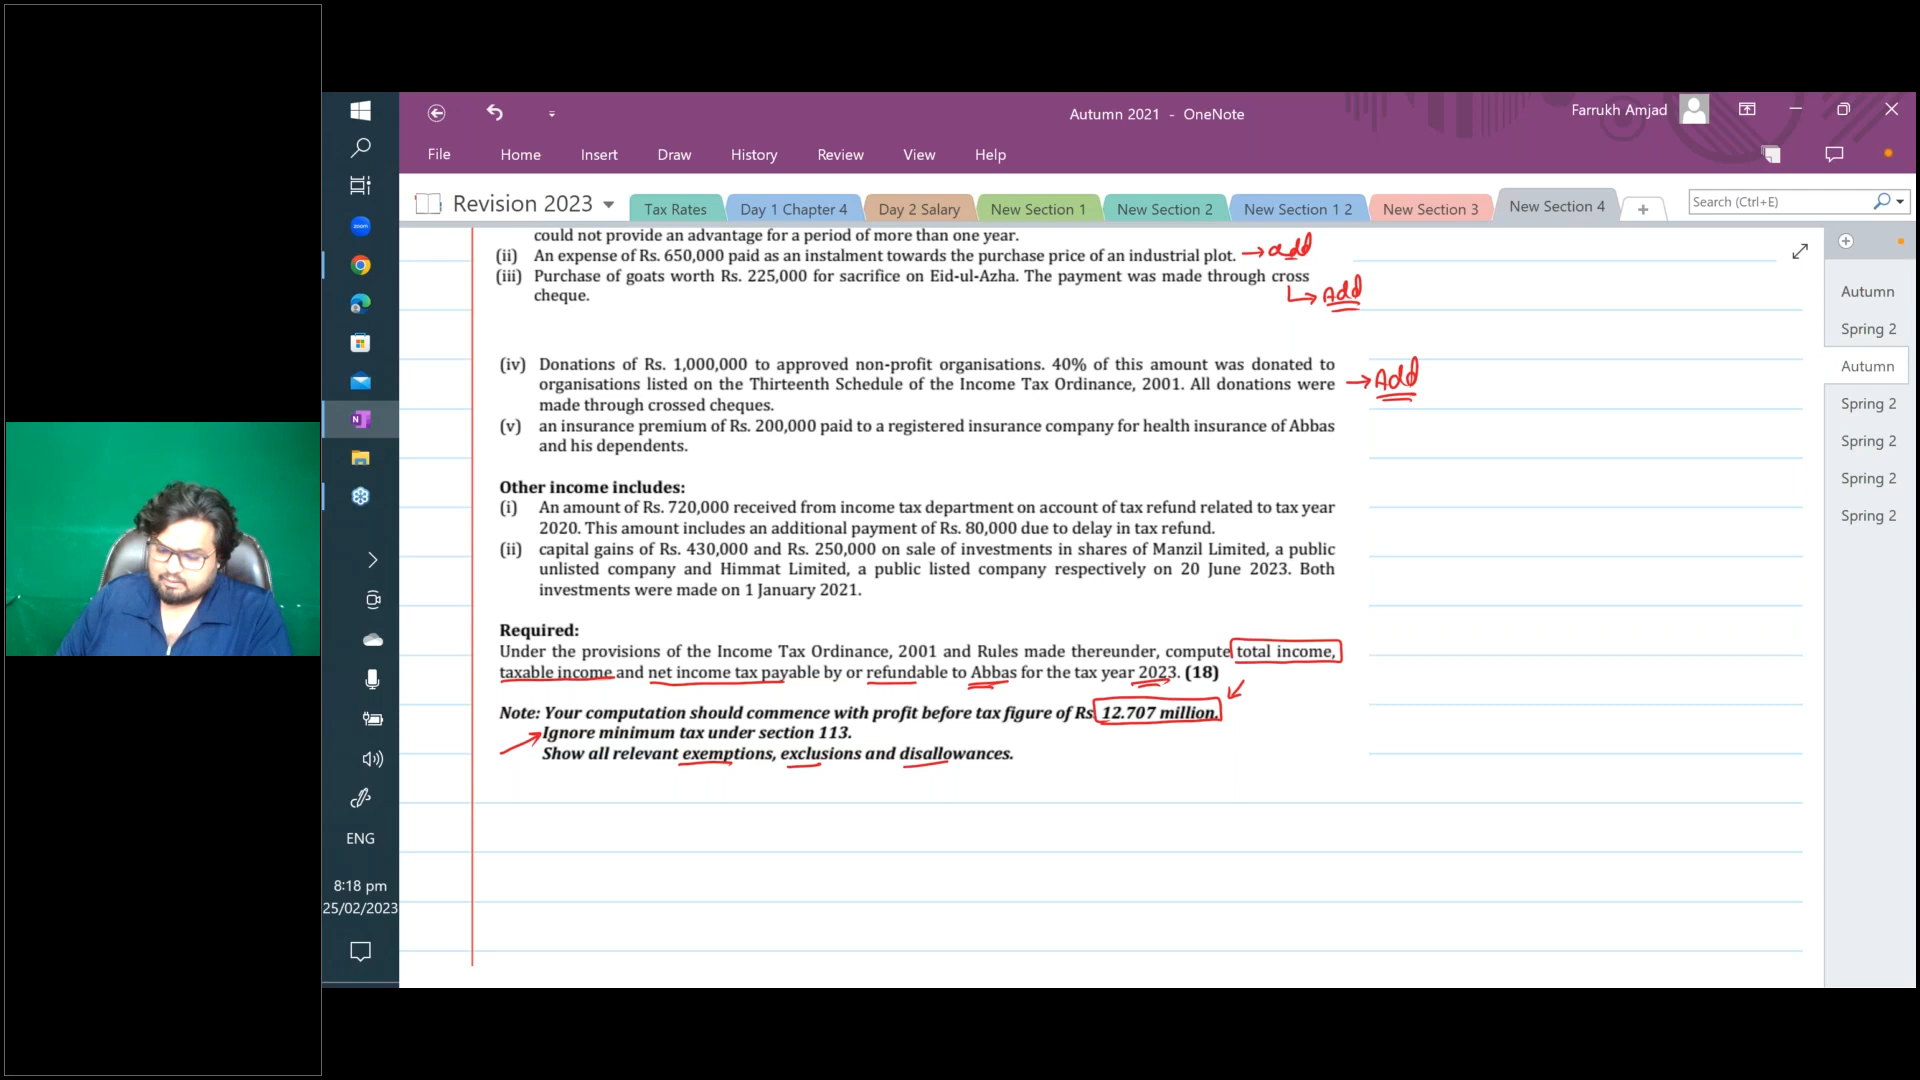 Autumn 2021 - OneNote
Farrukh Amjad
File Home Insert Draw History Review View Help
Revision 2023 Tax Rates Day 1 Chapter 4 Day 2 Salary New Section 1 New Section 2 New Section 1 2 New Section 3 New Section 4 + Search (Ctrl+E)
could not provide an advantage for a period of more than one year.
(ii) An expense of Rs. 650,000 paid as an instalment towards the purchase price of an industrial plot. → add
(iii) Purchase of goats worth Rs. 225,000 for sacrifice on Eid-ul-Azha. The payment was made through cross
cheque. Add
(iv) Donations of Rs. 1,000,000 to approved non-profit organisations. 40% of this amount was donated to
organisations listed on the Thirteenth Schedule of the Income Tax Ordinance, 2001. All donations were → Add
made through crossed cheques.
(v) an insurance premium of Rs. 200,000 paid to a registered insurance company for health insurance of Abbas
and his dependents.
Other income includes:
(i) An amount of Rs. 720,000 received from income tax department on account of tax refund related to tax year
2020. This amount includes an additional payment of Rs. 80,000 due to delay in tax refund.
(ii) capital gains of Rs. 430,000 and Rs. 250,000 on sale of investments in shares of Manzil Limited, a public
unlisted company and Himmat Limited, a public listed company respectively on 20 June 2023. Both
investments were made on 1 January 2021.
Required:
Under the provisions of the Income Tax Ordinance, 2001 and Rules made thereunder, compute total income,
taxable income and net income tax payable by or refundable to Abbas for the tax year 2023. (18)
Note: Your computation should commence with profit before tax figure of Rs 12.707 million.
Ignore minimum tax under section 113.
Show all relevant exemptions, exclusions and disallowances.
Autumn
Spring 2
Autumn
Spring 2
Spring 2
Spring 2
Spring 2
zoom
N
ENG
8:18 pm
25/02/2023